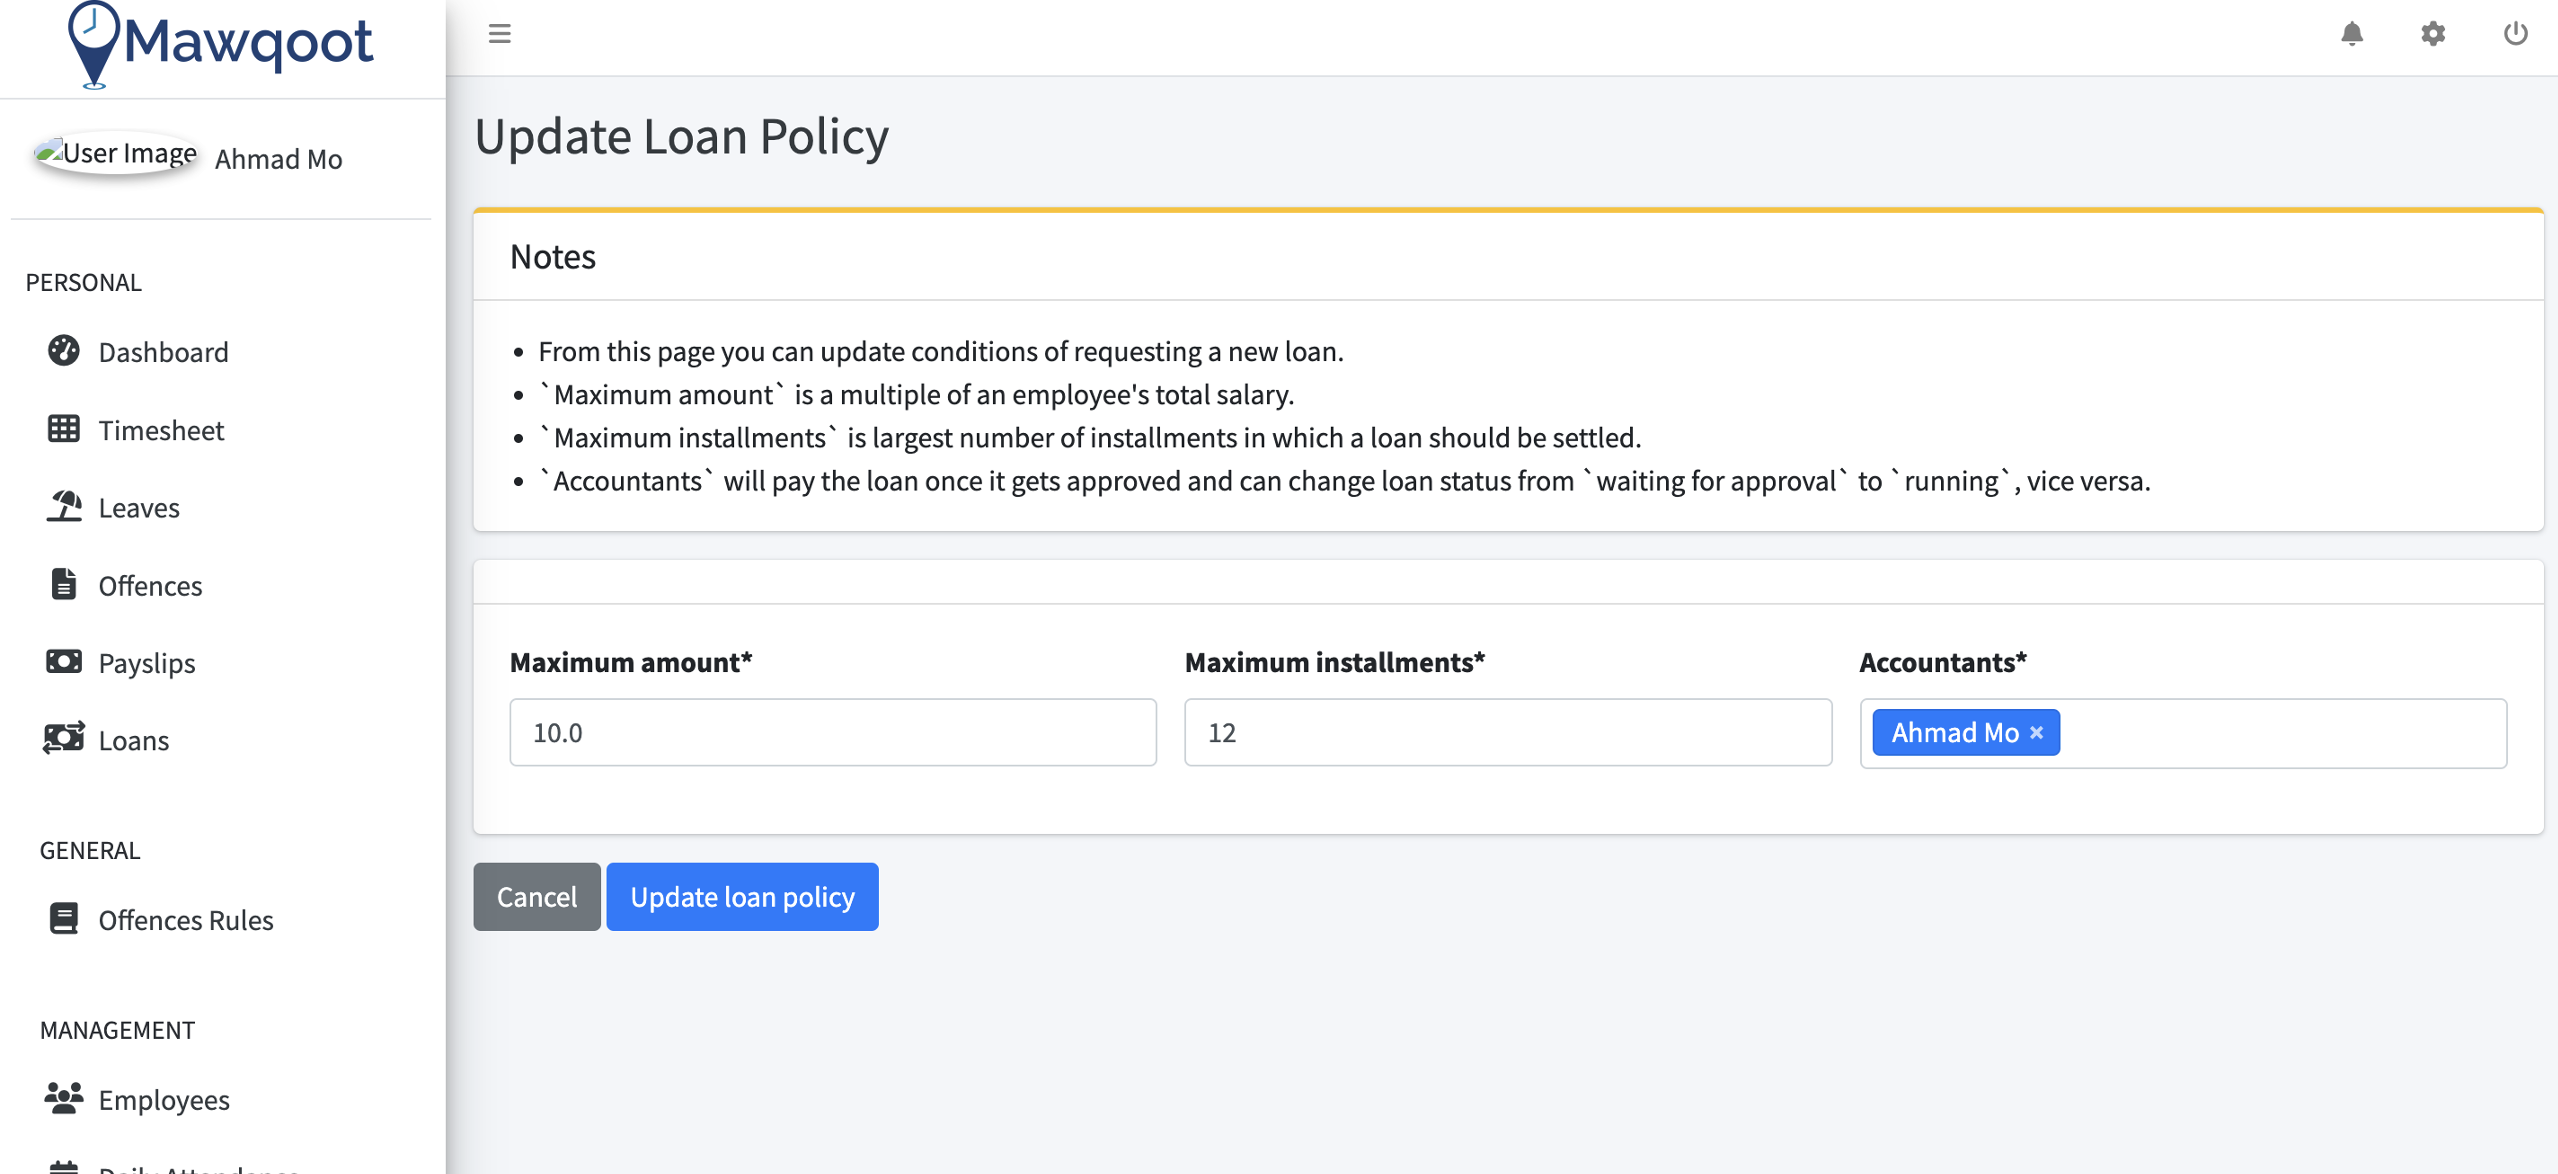 Mawqoot
User Image Ahmad Mo
PERSONAL
Dashboard
Timesheet
Leaves
Offences
Payslips
Loans
GENERAL
Offences Rules
MANAGEMENT
Employees
Daily Attendance
Update Loan Policy
Notes
• From this page you can update conditions of requesting a new loan.
• `Maximum amount` is a multiple of an employee's total salary.
• `Maximum installments` is largest number of installments in which a loan should be settled.
• `Accountants` will pay the loan once it gets approved and can change loan status from `waiting for approval` to `running`, vice versa.
Maximum amount* Maximum installments* Accountants*
10.0 12 Ahmad Mo ×
Cancel Update loan policy